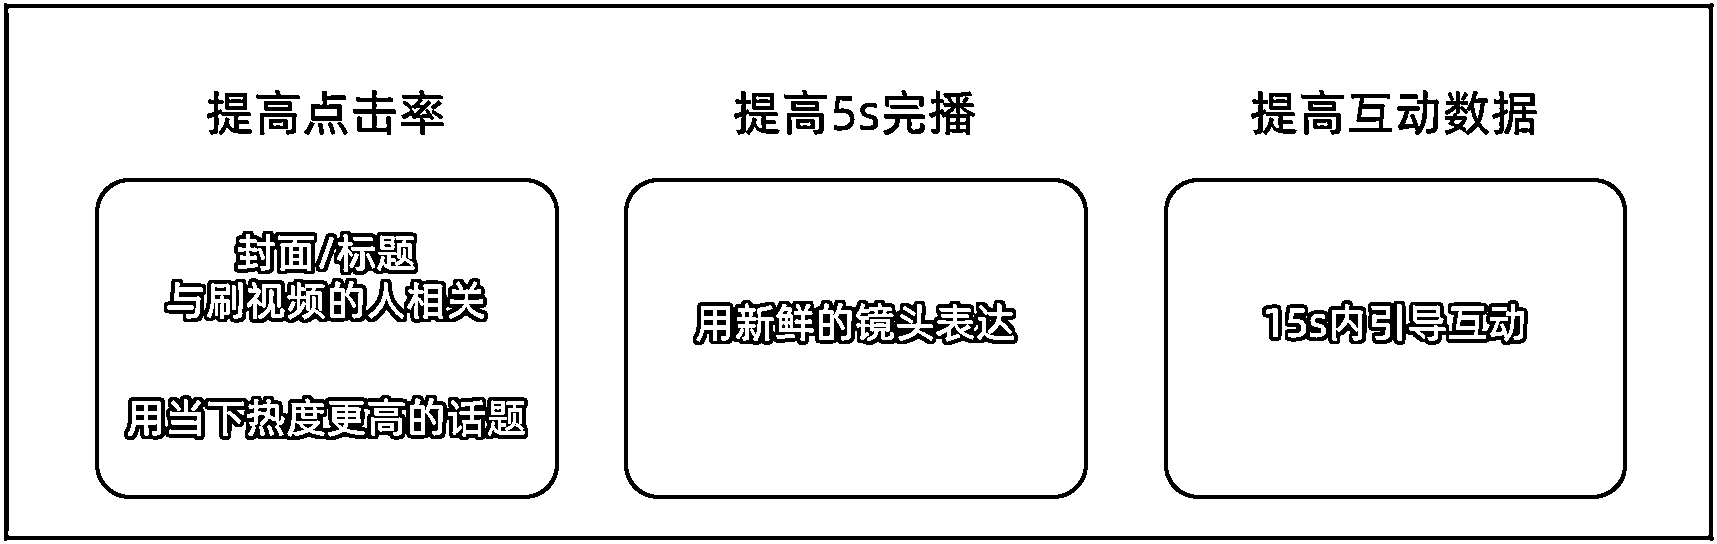 提高点击率
封面/标题
与刷视频的人相关
用当下热度更高的话题
提高5s完播
用新鲜的镜头表达
提高互动数据
15s内引导互动